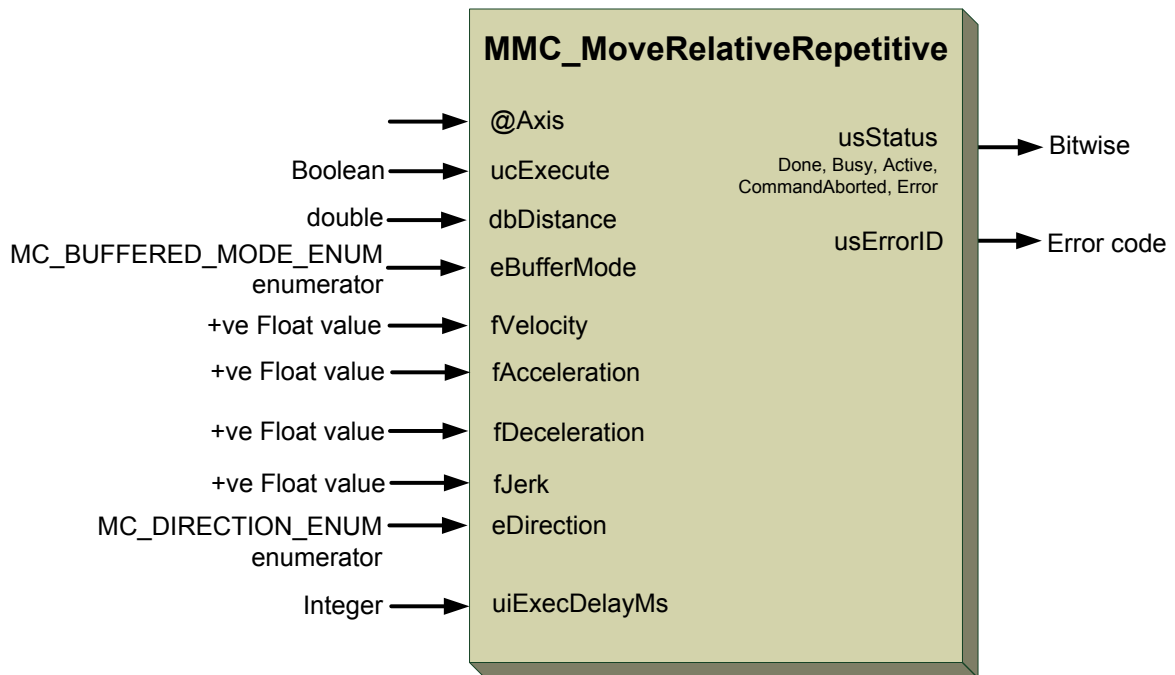 MMC_MoveRelativeRepetitive
@Axis
Boolean
ucExecute
double
dbDistance
MC_BUFFERED_MODE_ENUM
enumerator
eBufferMode
+ve Float value
fVelocity
+ve Float value
fAcceleration
+ve Float value
fDeceleration
+ve Float value
fJerk
MC_DIRECTION_ENUM
enumerator
eDirection
Integer
uiExecDelayMs
usStatus
Done, Busy, Active,
CommandAborted, Error
Bitwise
usErrorID
Error code